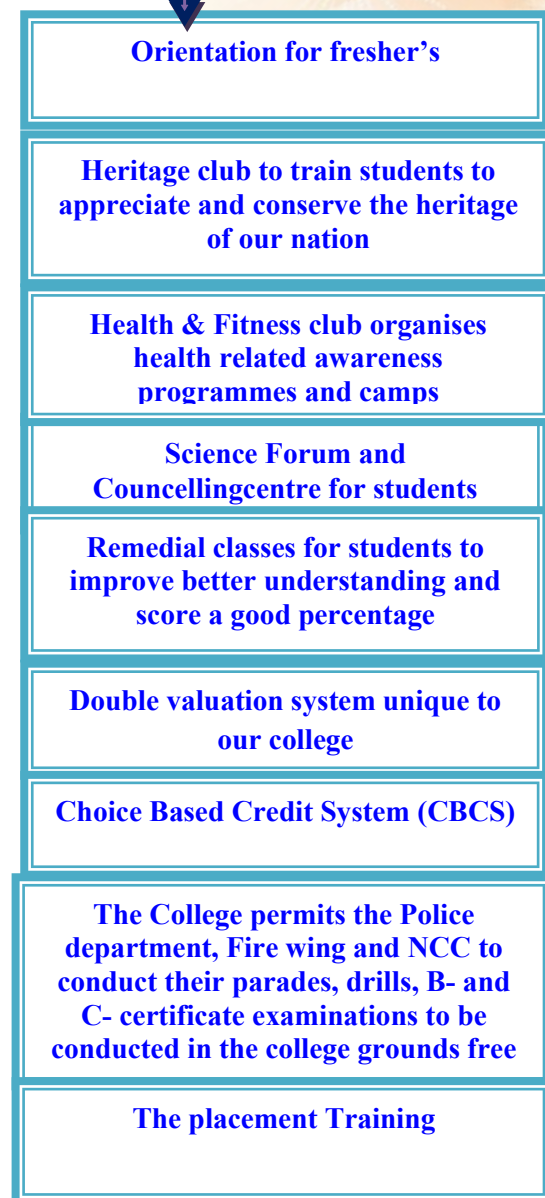 Orientation for fresher’s
Heritage club to train students to
appreciate and conserve the heritage
of our nation
Health & Fitness club organises
health related awareness
programmes and camps
Science Forum and
Councellingcentre for students
Remedial classes for students to
improve better understanding and
score a good percentage
Double valuation system unique to
our college
Choice Based Credit System (CBCS)
The College permits the Police
department, Fire wing and NCC to
conduct their parades, drills, B- and
C- certificate examinations to be
conducted in the college grounds free
The placement Training